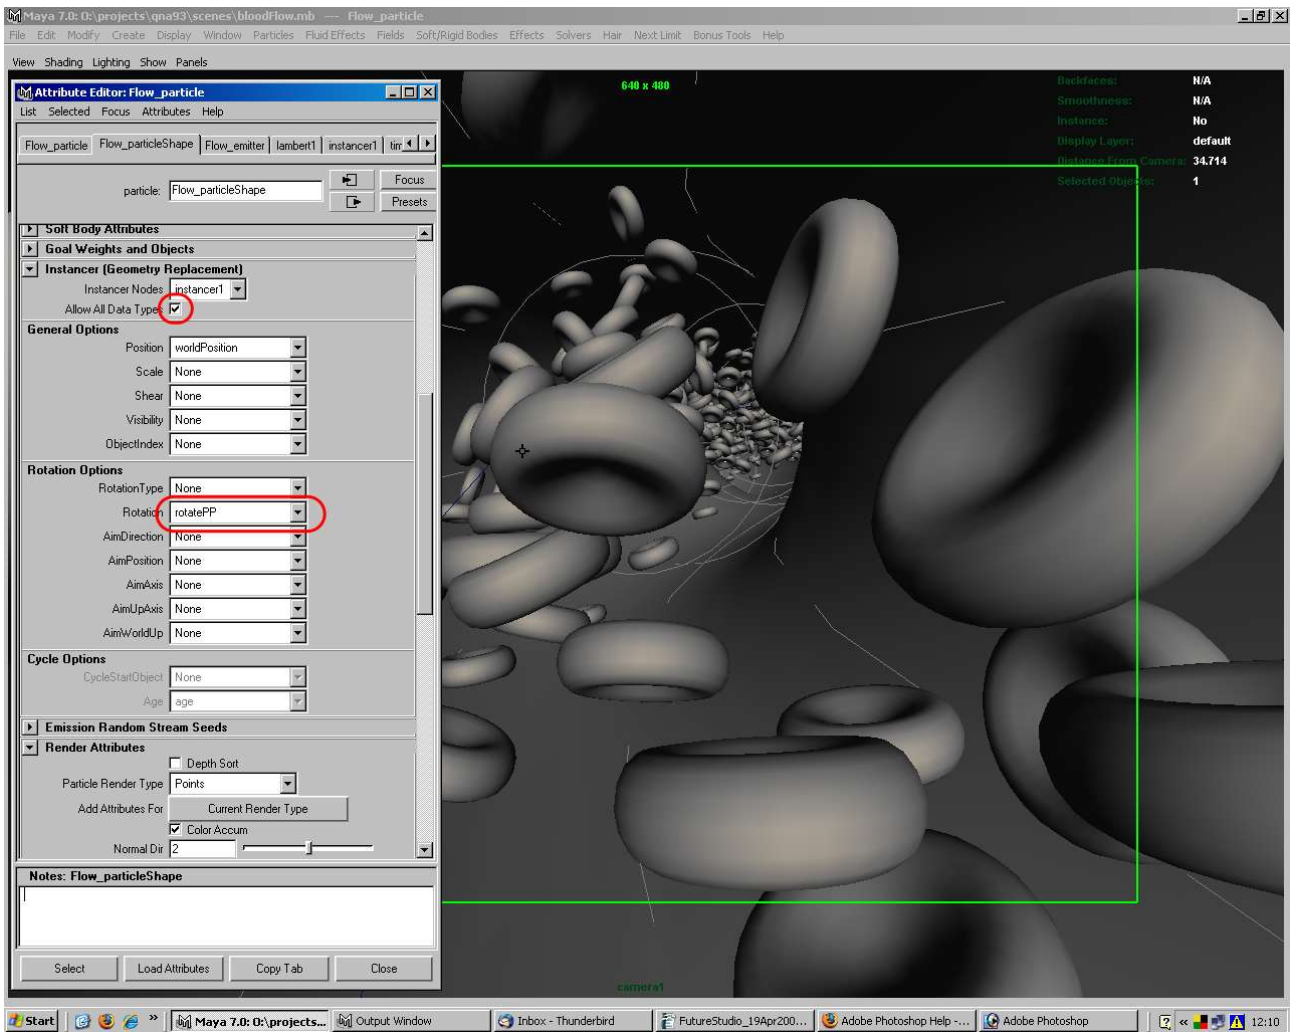 Maya 7.0: O:\projects\qna93\scenes\bloodFlow.mb --- Flow_particle
File Edit Modify Create Display Window Particles Fluid Effects Fields Soft/Rigid Bodies Effects Solvers Hair Next Limit Bonus Tools Help
View Shading Lighting Show Panels
Attribute Editor: Flow_particle
List Selected Focus Attributes Help
Flow_particle Flow_particleShape Flow_emitter lambert1 instancer1
particle: Flow_particleShape Focus
Presets
Soft Body Attributes
Goal Weights and Objects
Instancer (Geometry Replacement)
Instancer Nodes instancer1
Allow All Data Types
General Options
Position worldPosition
Scale None
Shear None
Visibility None
ObjectIndex None
Rotation Options
RotationType None
Rotation rotatePP
AimDirection None
AimPosition None
AimAxis None
AimUpAxis None
AimWorldUp None
Cycle Options
CycleStartObject None
Age age
Emission Random Stream Seeds
Render Attributes
Depth Sort
Particle Render Type Points
Add Attributes For Current Render Type
Color Accum
Normal Dir 2
Notes: Flow_particleShape
Select Load Attributes Copy Tab Close
640 x 480
Backfaces: N/A
Smoothness: N/A
Instance: No
Display Layer: default
Distance From Camera: 34.714
Selected Objects: 1
camera1
Start » Maya 7.0: O:\projects... Output Window Inbox - Thunderbird FutureStudio_19Apr200... Adobe Photoshop Help -... Adobe Photoshop « 12:10